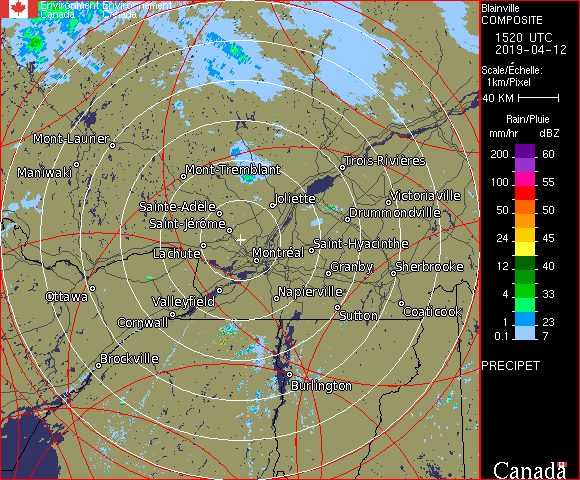 Environment Environnement
Canada Canada
Mont-Laurier
Maniwaki
Mont-Tremblant
Trois-Rivières
Sainte-Adèle
Joliette
Victoriaville
Saint-Jérôme
Drummondville
Lachute
Montréal
Saint-Hyacinthe
Granby
Sherbrooke
Ottawa
Valleyfield
Napierville
Cornwall
Sutton
Coaticook
Brockville
Burlington
Blainville
COMPOSITE
1520 UTC
2019-04-12
Scale/Échelle:
1km/Pixel
40 KM
Rain/Pluie
mm/hr dBZ
200 60
100 55
50 50
24 45
12 40
4 33
1 23
0.1 7
PRECIPET
Canada